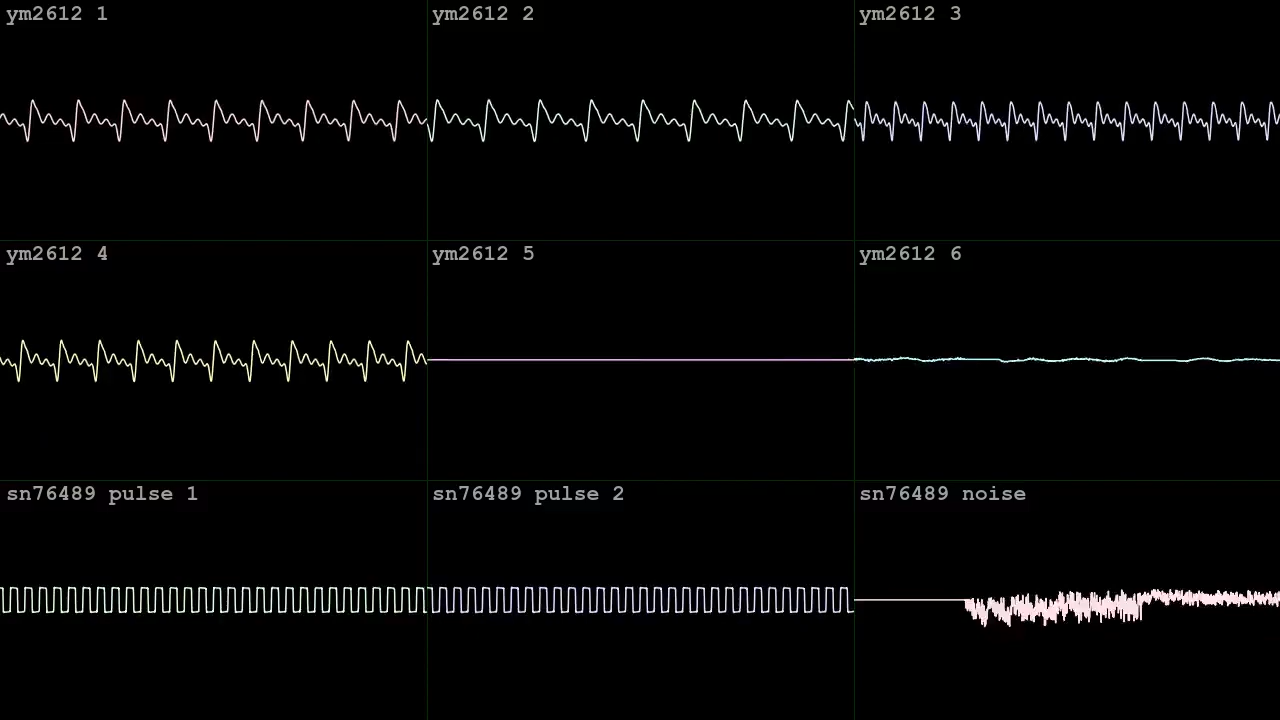 ym2612 1
ym2612 2
ym2612 3
ym2612 4
ym2612 5
ym2612 6
sn76489 pulse 1
sn76489 pulse 2
sn76489 noise